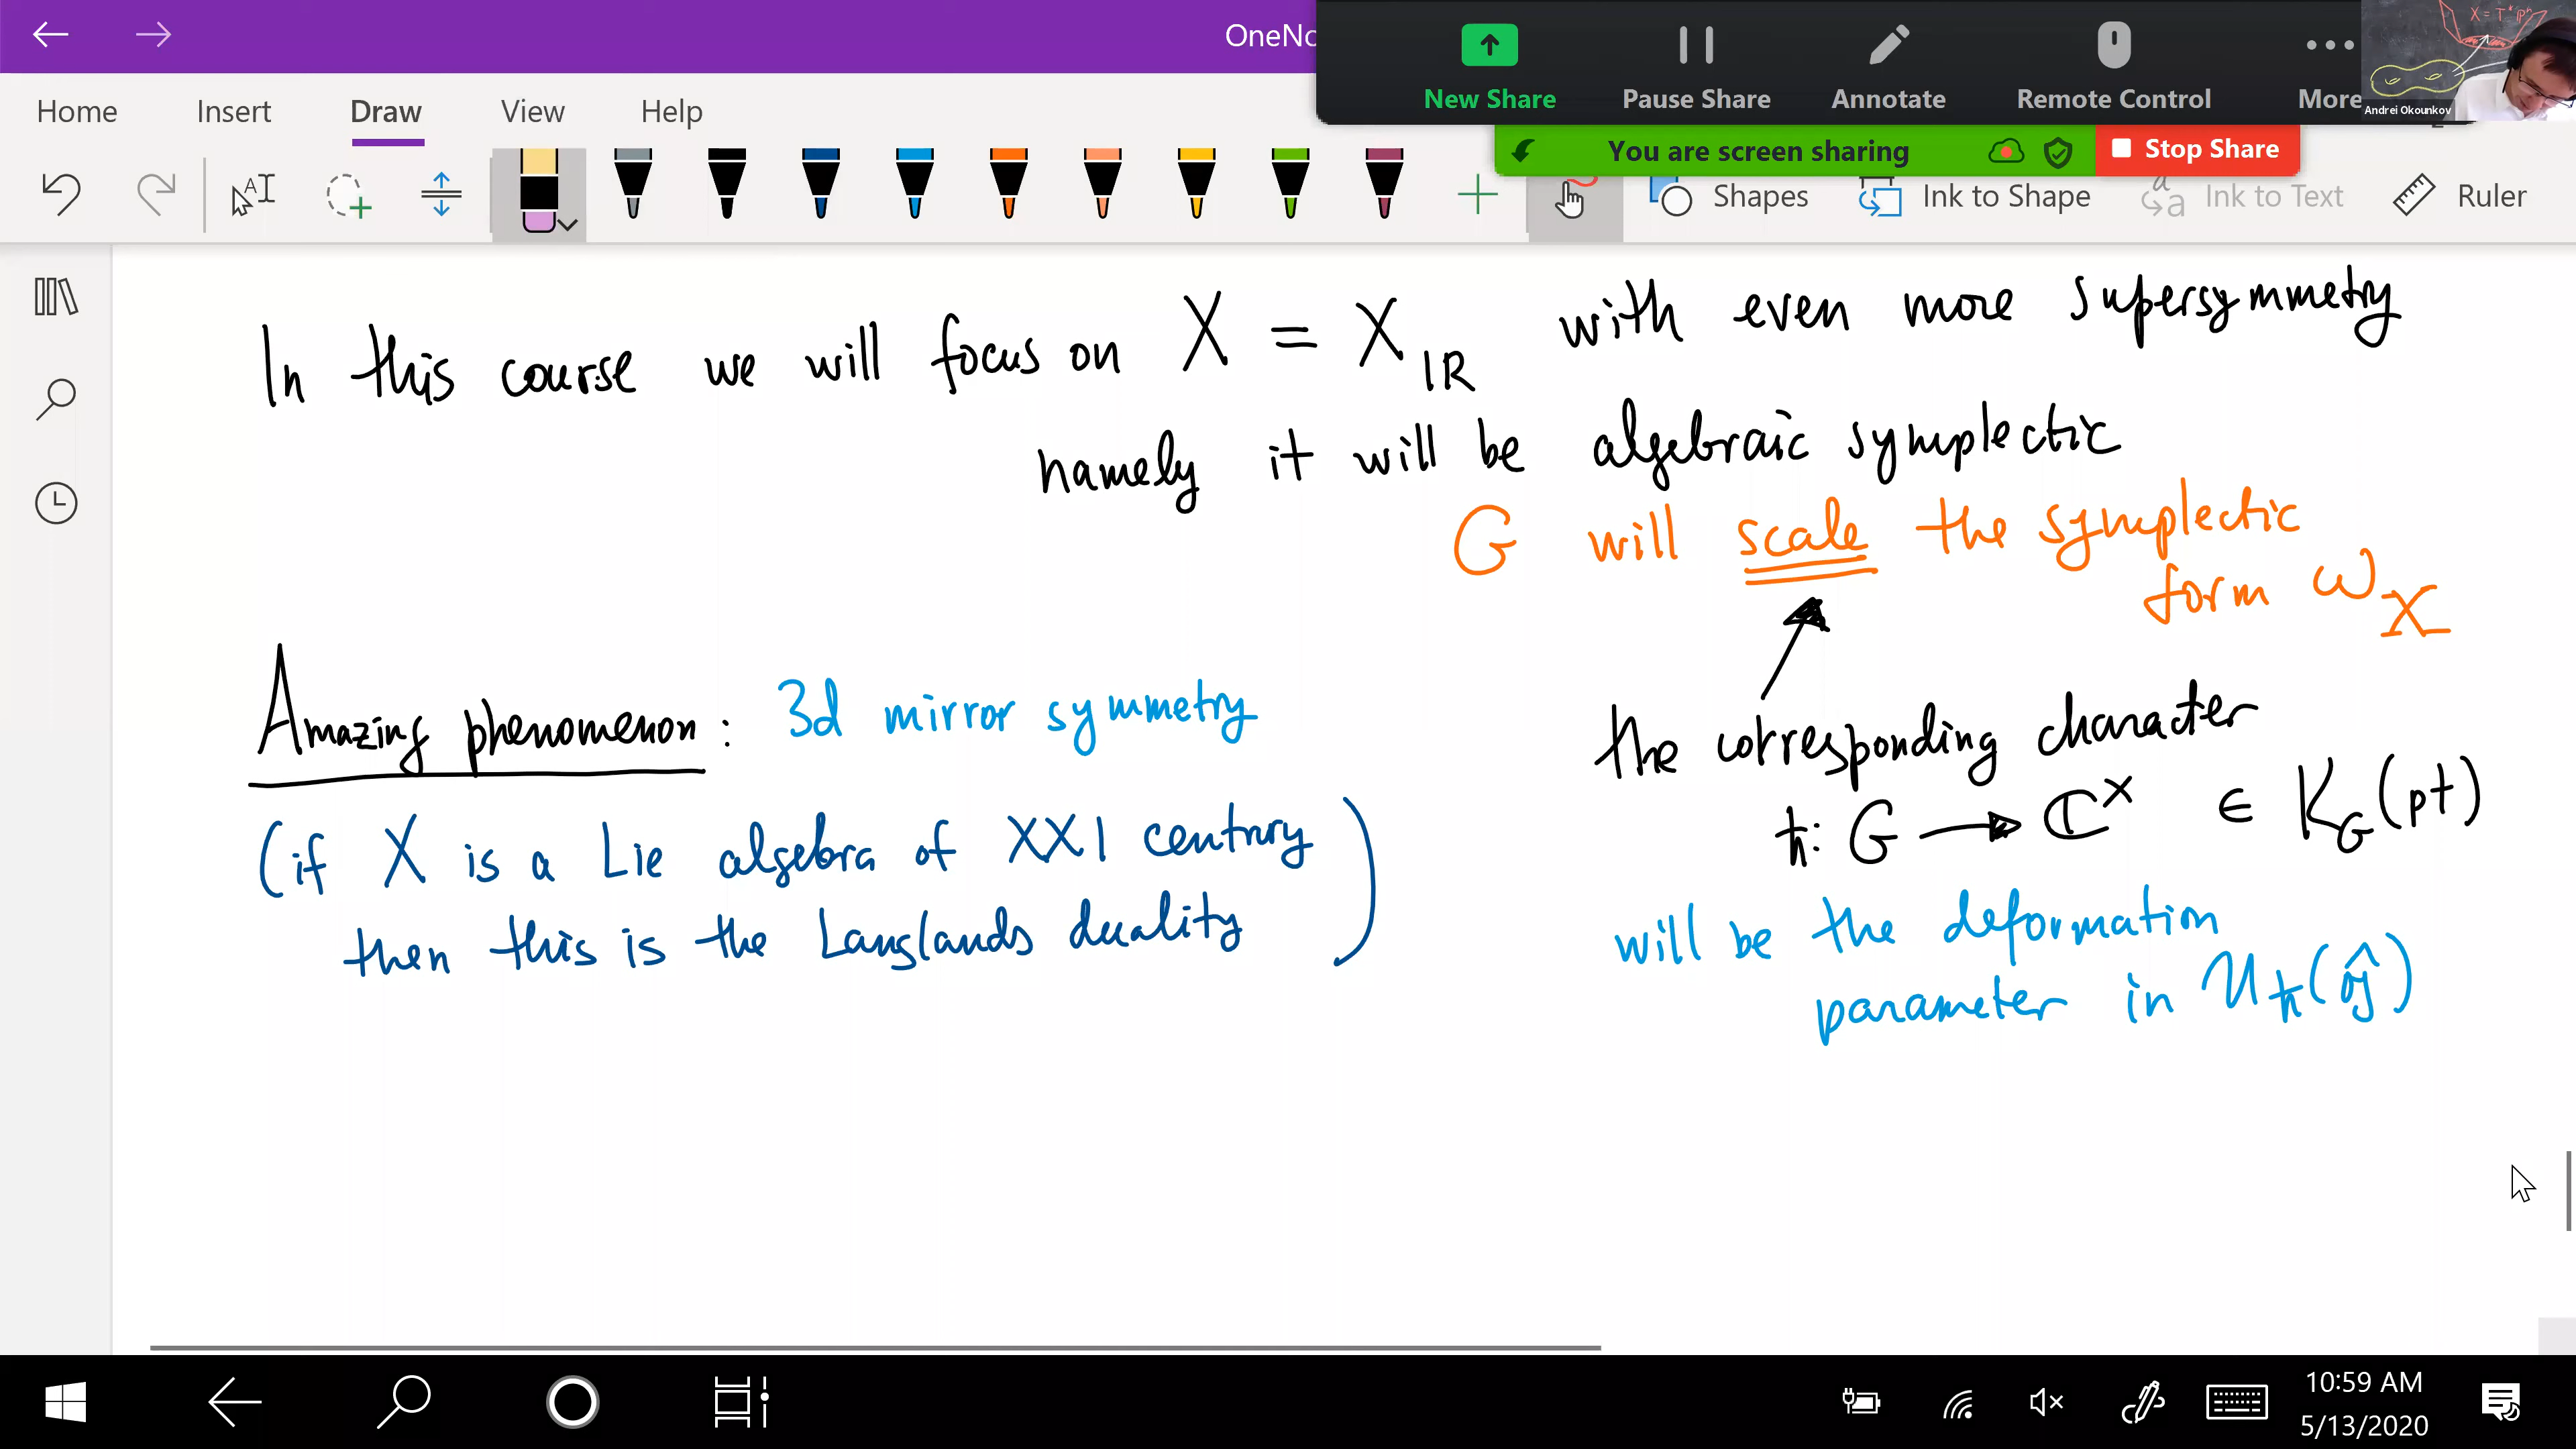 OneNo
New Share
Pause Share
Annotate
Remote Control
More
X = T*Pⁿ
Andrei Okounkov
You are screen sharing
Stop Share
Home
Insert
Draw
View
Help
Shapes
Ink to Shape
Ink to Text
Ruler
In this course we will focus on X = X_IR with even more supersymmetry
namely it will be algebraic symplectic
G will scale the symplectic
form ω_X
Amazing phenomenon: 3d mirror symmetry
(if X is a Lie algebra of XXI century
then this is the Langlands duality)
the corresponding character
ħ: G → ℂ^× ∈ K_G(pt)
will be the deformation
parameter in U_ħ(ĝ)
10:59 AM
5/13/2020